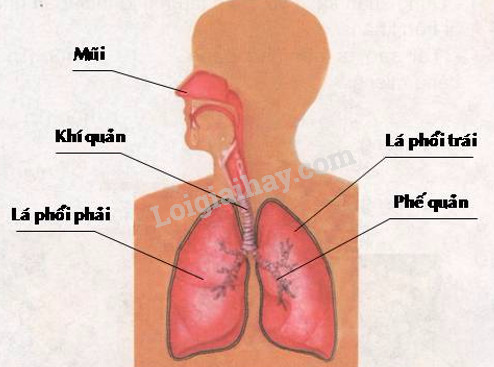 Mũi
Khí quản
Lá phổi trái
Lá phổi phải
Phế quản
Loigiaihay.com